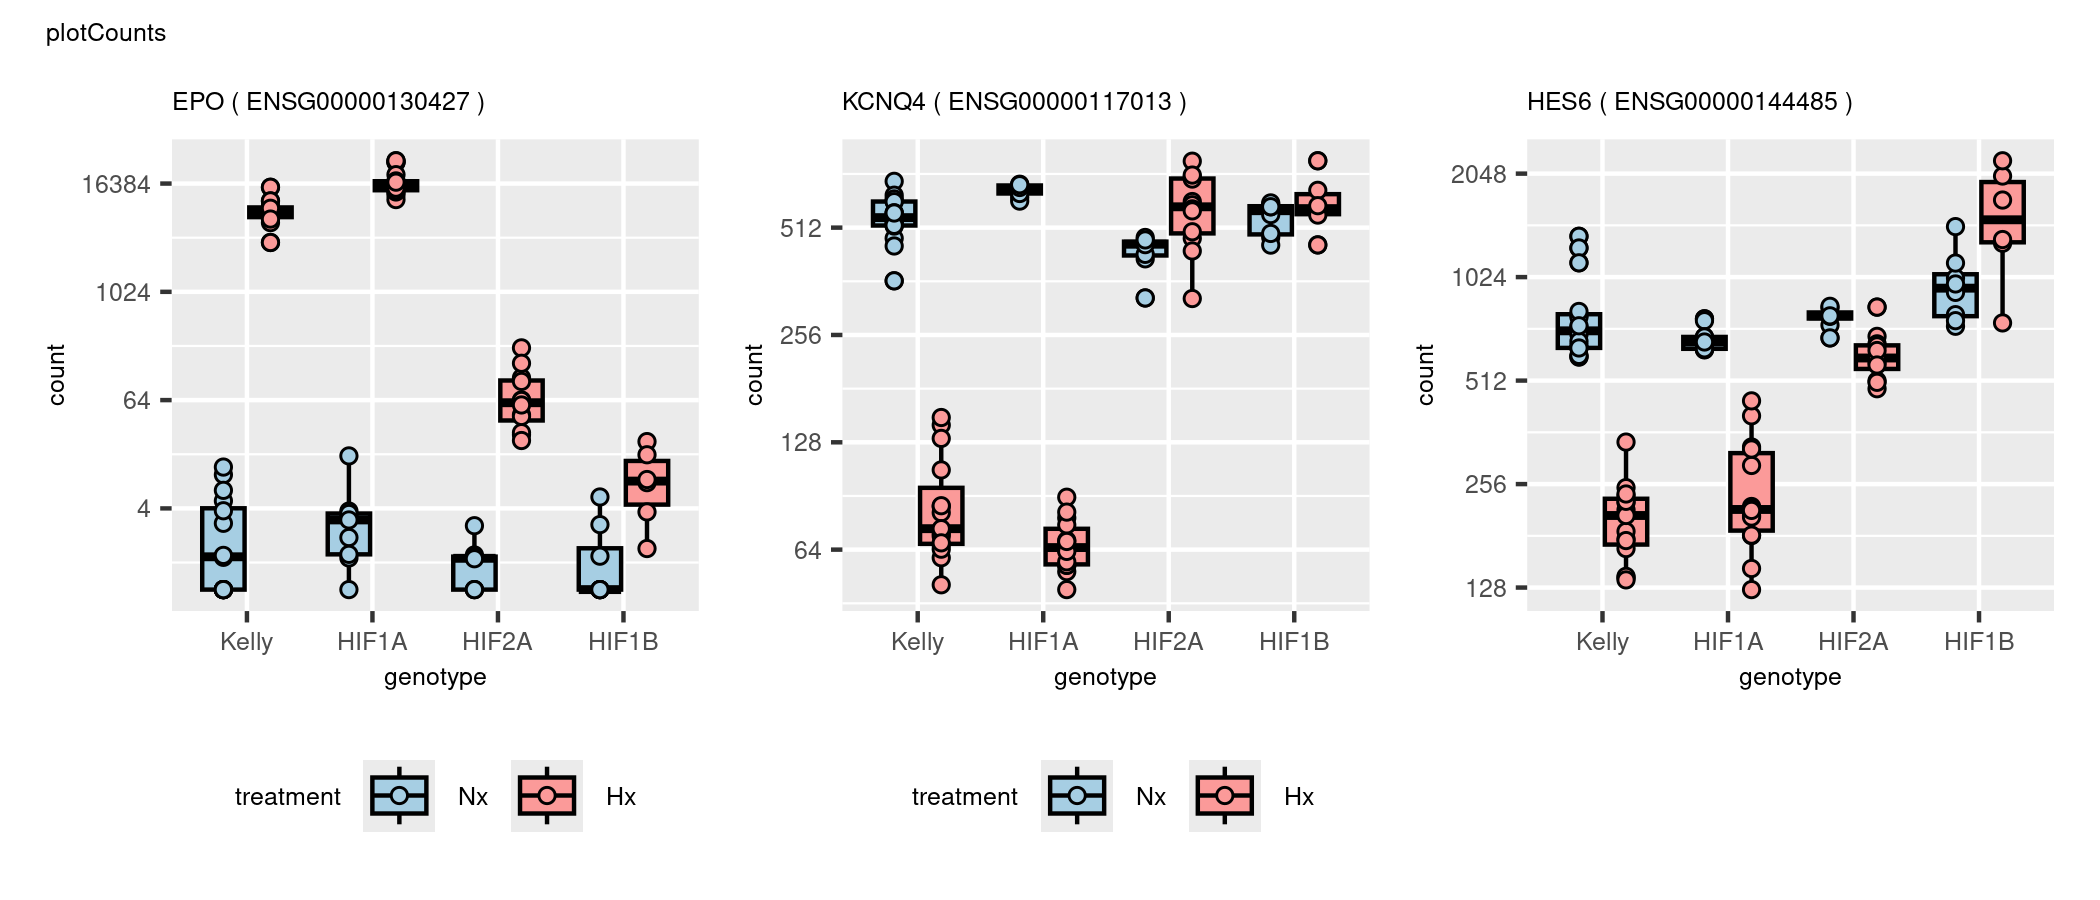 plotCounts
EPO ( ENSG00000130427 )
count
16384
1024
64
4
Kelly HIF1A HIF2A HIF1B
genotype
treatment Nx Hx
KCNQ4 ( ENSG00000117013 )
count
512
256
128
64
Kelly HIF1A HIF2A HIF1B
genotype
treatment Nx Hx
HES6 ( ENSG00000144485 )
count
2048
1024
512
256
128
Kelly HIF1A HIF2A HIF1B
genotype